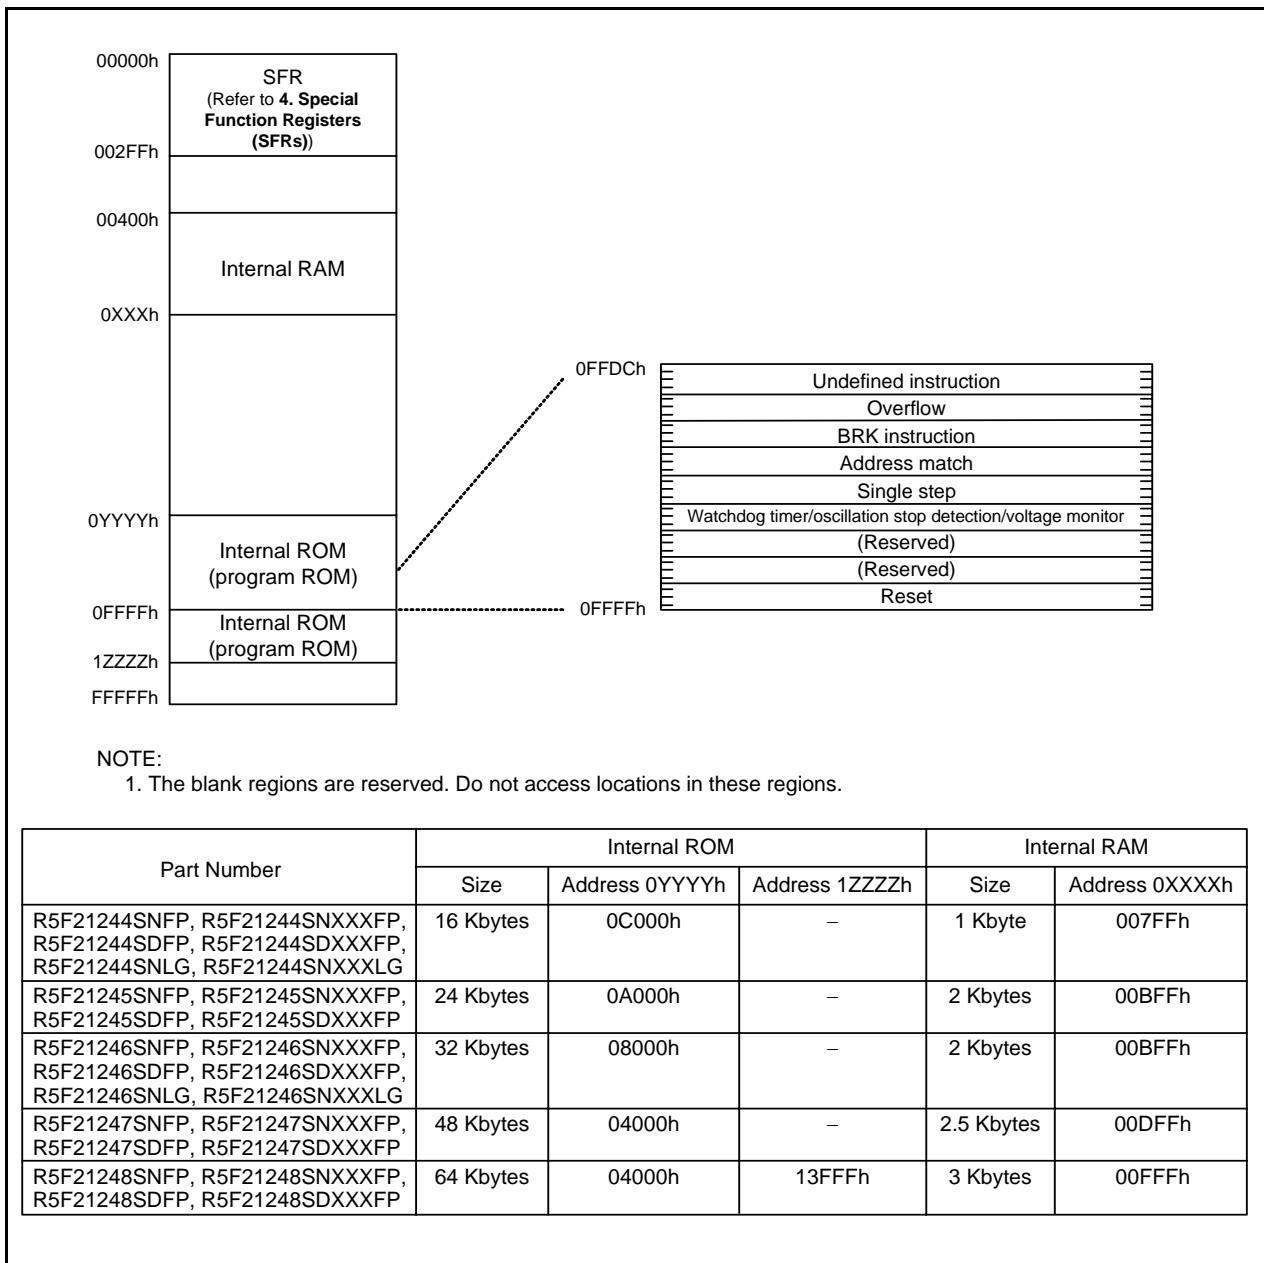 00000h
SFR
(Refer to 4. Special
Function Registers
(SFRs))
002FFh
00400h
Internal RAM
0XXXh
0YYYYh
Internal ROM
(program ROM)
0FFFFh
Internal ROM
(program ROM)
1ZZZZh
FFFFFh
0FFDCh
Undefined instruction
Overflow
BRK instruction
Address match
Single step
Watchdog timer/oscillation stop detection/voltage monitor
(Reserved)
(Reserved)
0FFFFh
Reset
NOTE:
1. The blank regions are reserved. Do not access locations in these regions.
Part Number Internal ROM Internal RAM
Size Address 0YYYYh Address 1ZZZZh Size Address 0XXXXh
R5F21244SNFP, R5F21244SNXXXFP, 16 Kbytes 0C000h – 1 Kbyte 007FFh
R5F21244SDFP, R5F21244SDXXXFP,
R5F21244SNLG, R5F21244SNXXXLG
R5F21245SNFP, R5F21245SNXXXFP, 24 Kbytes 0A000h – 2 Kbytes 00BFFh
R5F21245SDFP, R5F21245SDXXXFP
R5F21246SNFP, R5F21246SNXXXFP, 32 Kbytes 08000h – 2 Kbytes 00BFFh
R5F21246SDFP, R5F21246SDXXXFP,
R5F21246SNLG, R5F21246SNXXXLG
R5F21247SNFP, R5F21247SNXXXFP, 48 Kbytes 04000h – 2.5 Kbytes 00DFFh
R5F21247SDFP, R5F21247SDXXXFP
R5F21248SNFP, R5F21248SNXXXFP, 64 Kbytes 04000h 13FFFh 3 Kbytes 00FFFh
R5F21248SDFP, R5F21248SDXXXFP